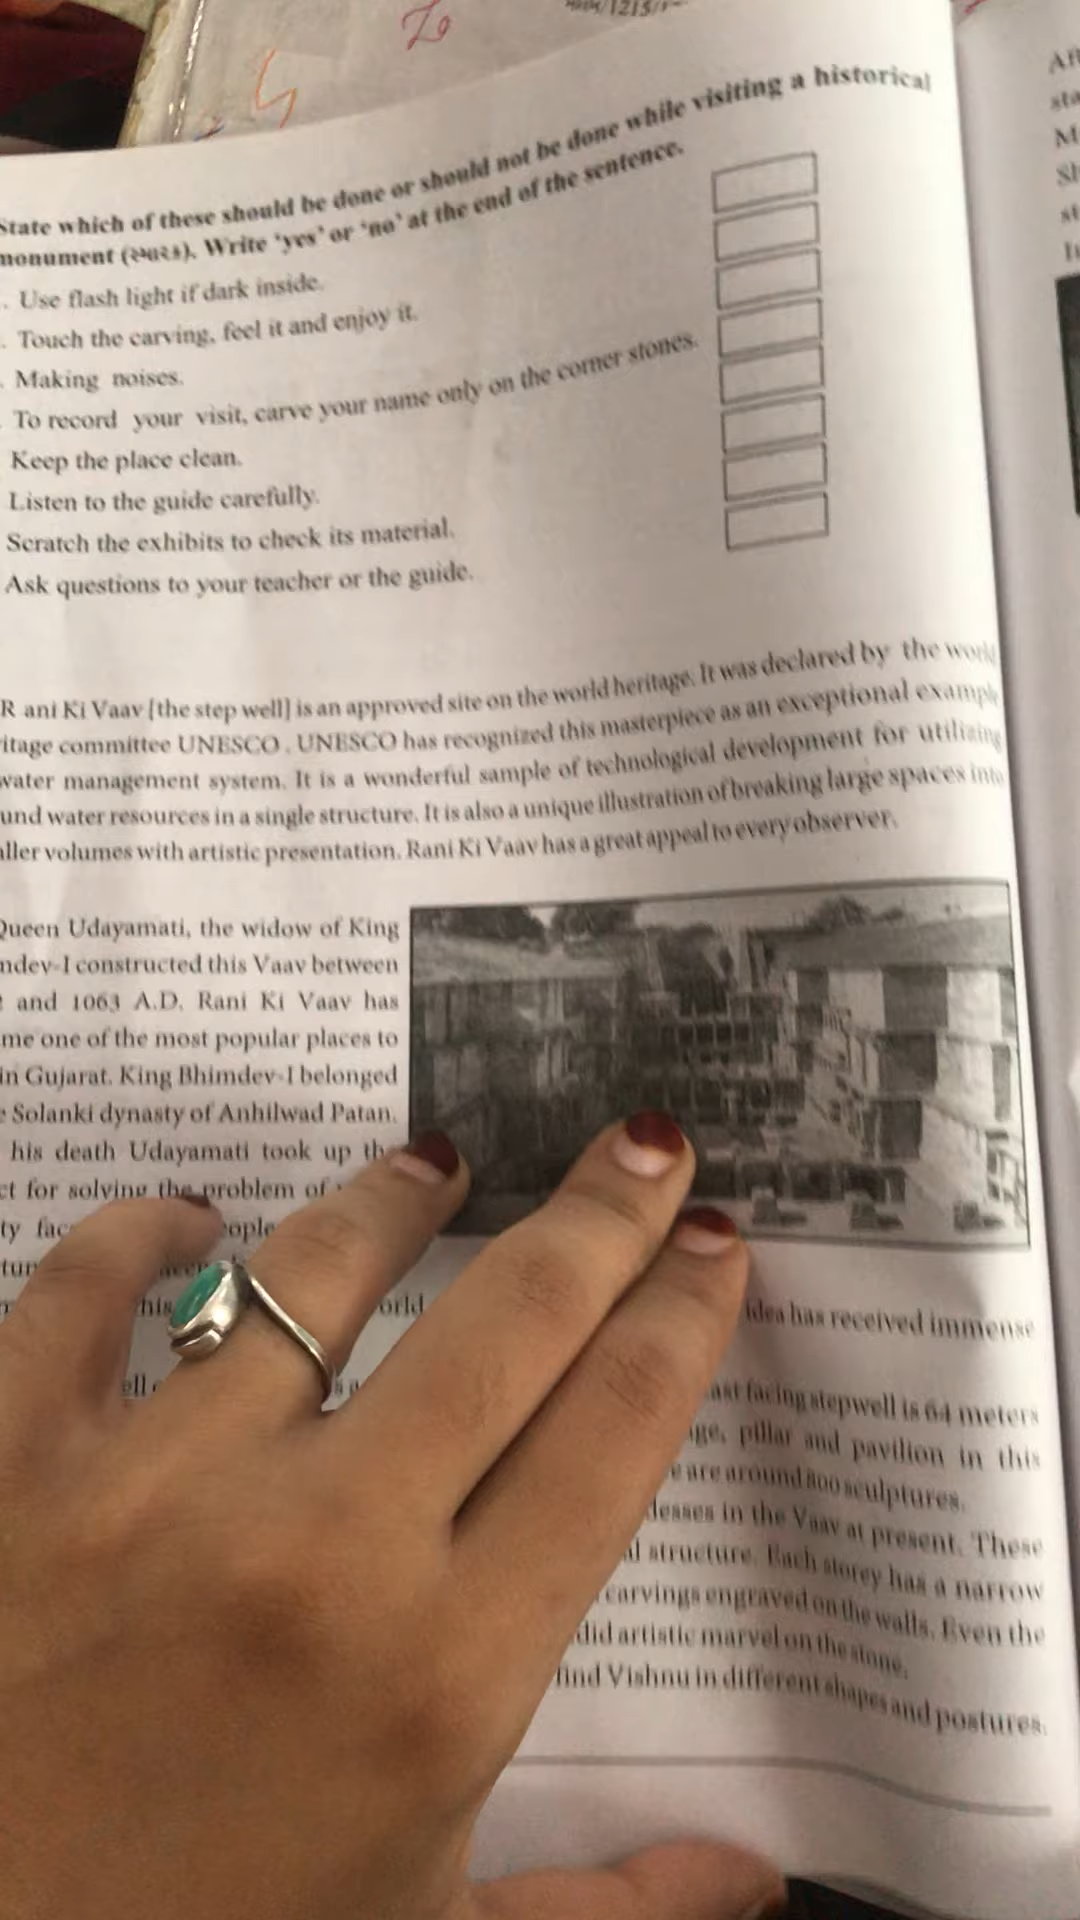 State which of these should be done or should not be done while visiting a historical
monument (સ્મારક). Write 'yes' or 'no' at the end of the sentence.
. Use flash light if dark inside.
. Touch the carving, feel it and enjoy it.
. Making noises.
. To record your visit, carve your name only on the corner stones.
Keep the place clean.
Listen to the guide carefully.
Scratch the exhibits to check its material.
Ask questions to your teacher or the guide.
R ani Ki Vaav [the step well] is an approved site on the world heritage. It was declared by the world
itage committee UNESCO . UNESCO has recognized this masterpiece as an exceptional example
water management system. It is a wonderful sample of technological development for utilizing
und water resources in a single structure. It is also a unique illustration of breaking large spaces into
aller volumes with artistic presentation. Rani Ki Vaav has a great appeal to every observer.
Queen Udayamati, the widow of King
mdev-I constructed this Vaav between
and 1063 A.D. Rani Ki Vaav has
me one of the most popular places to
in Gujarat. King Bhimdev-I belonged
e Solanki dynasty of Anhilwad Patan.
his death Udayamati took up the
ct for solving the problem of
ty fac eople
idea has received immense
ast facing stepwell is 64 meters
ge, pillar and pavilion in this
e are around 800 sculptures.
desses in the Vaav at present. These
al structure. Each storey has a narrow
carvings engraved on the walls. Even the
did artistic marvel on the stone.
find Vishnu in different shapes and postures.